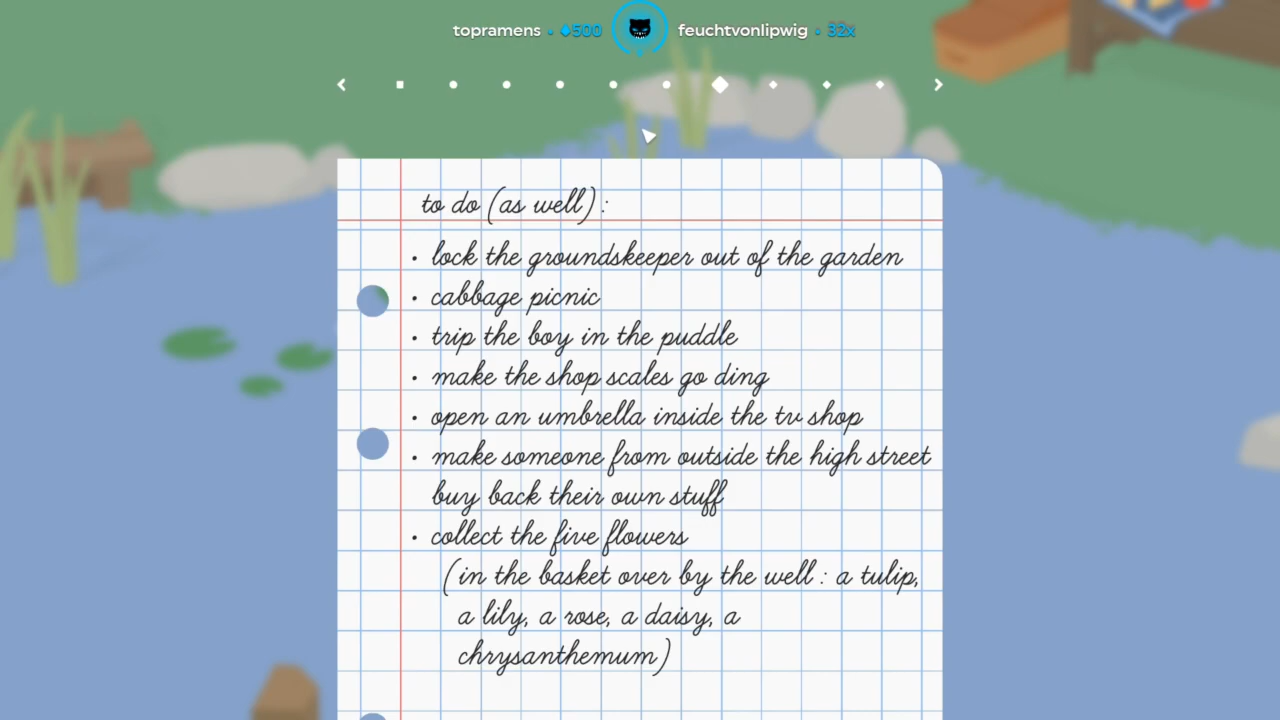 topramens • 500 feuchtvonlipwig • 32x
to do (as well) :
• lock the groundskeeper out of the garden
• cabbage picnic
• trip the boy in the puddle
• make the shop scales go ding
• open an umbrella inside the tv shop
• make someone from outside the high street
buy back their own stuff
• collect the five flowers
(in the basket over by the well : a tulip,
a lily, a rose, a daisy, a
chrysanthemum)